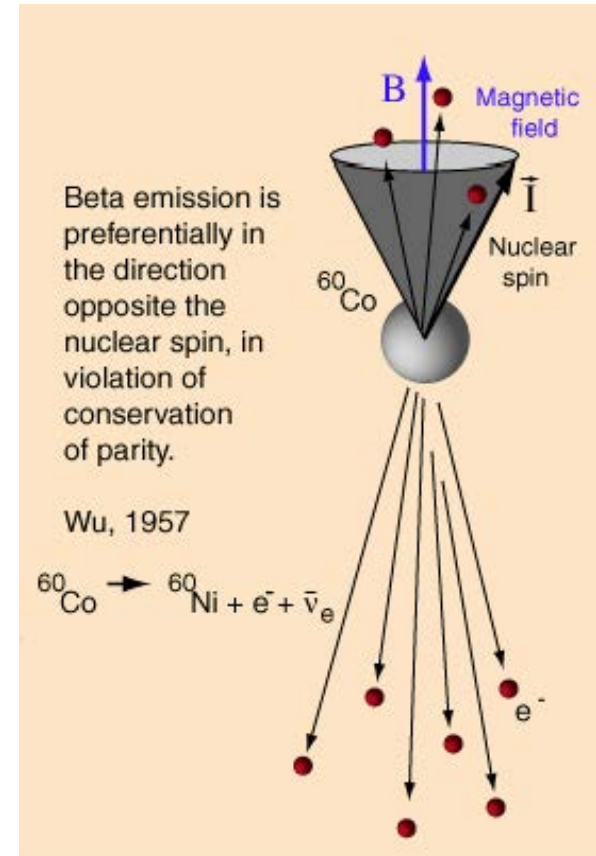 B
Magnetic
field
I⃗
Nuclear
spin
⁶⁰Co
Beta emission is
preferentially in
the direction
opposite the
nuclear spin, in
violation of
conservation
of parity.
Wu, 1957
⁶⁰Co → ⁶⁰Ni + e⁻ + ν̄ₑ
e⁻